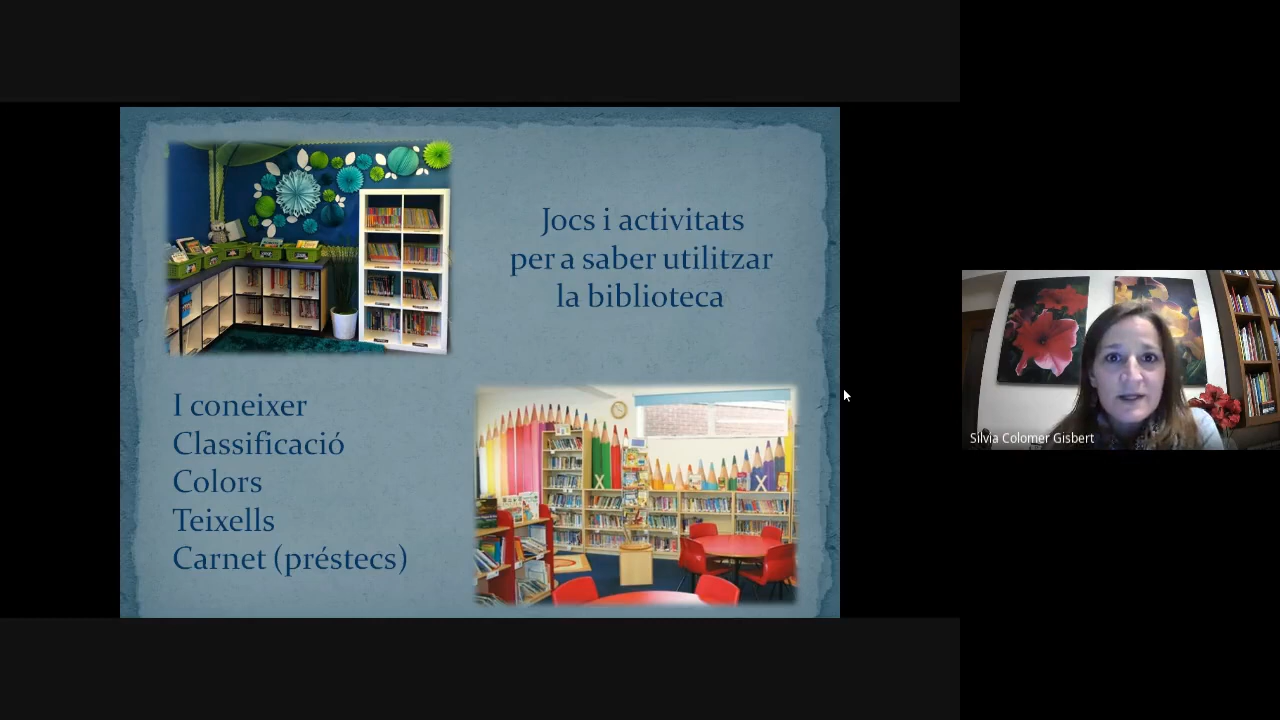 Jocs i activitats
per a saber utilitzar
la biblioteca
I coneixer
Classificació
Colors
Teixells
Carnet (préstecs)
Silvia Colomer Gisbert